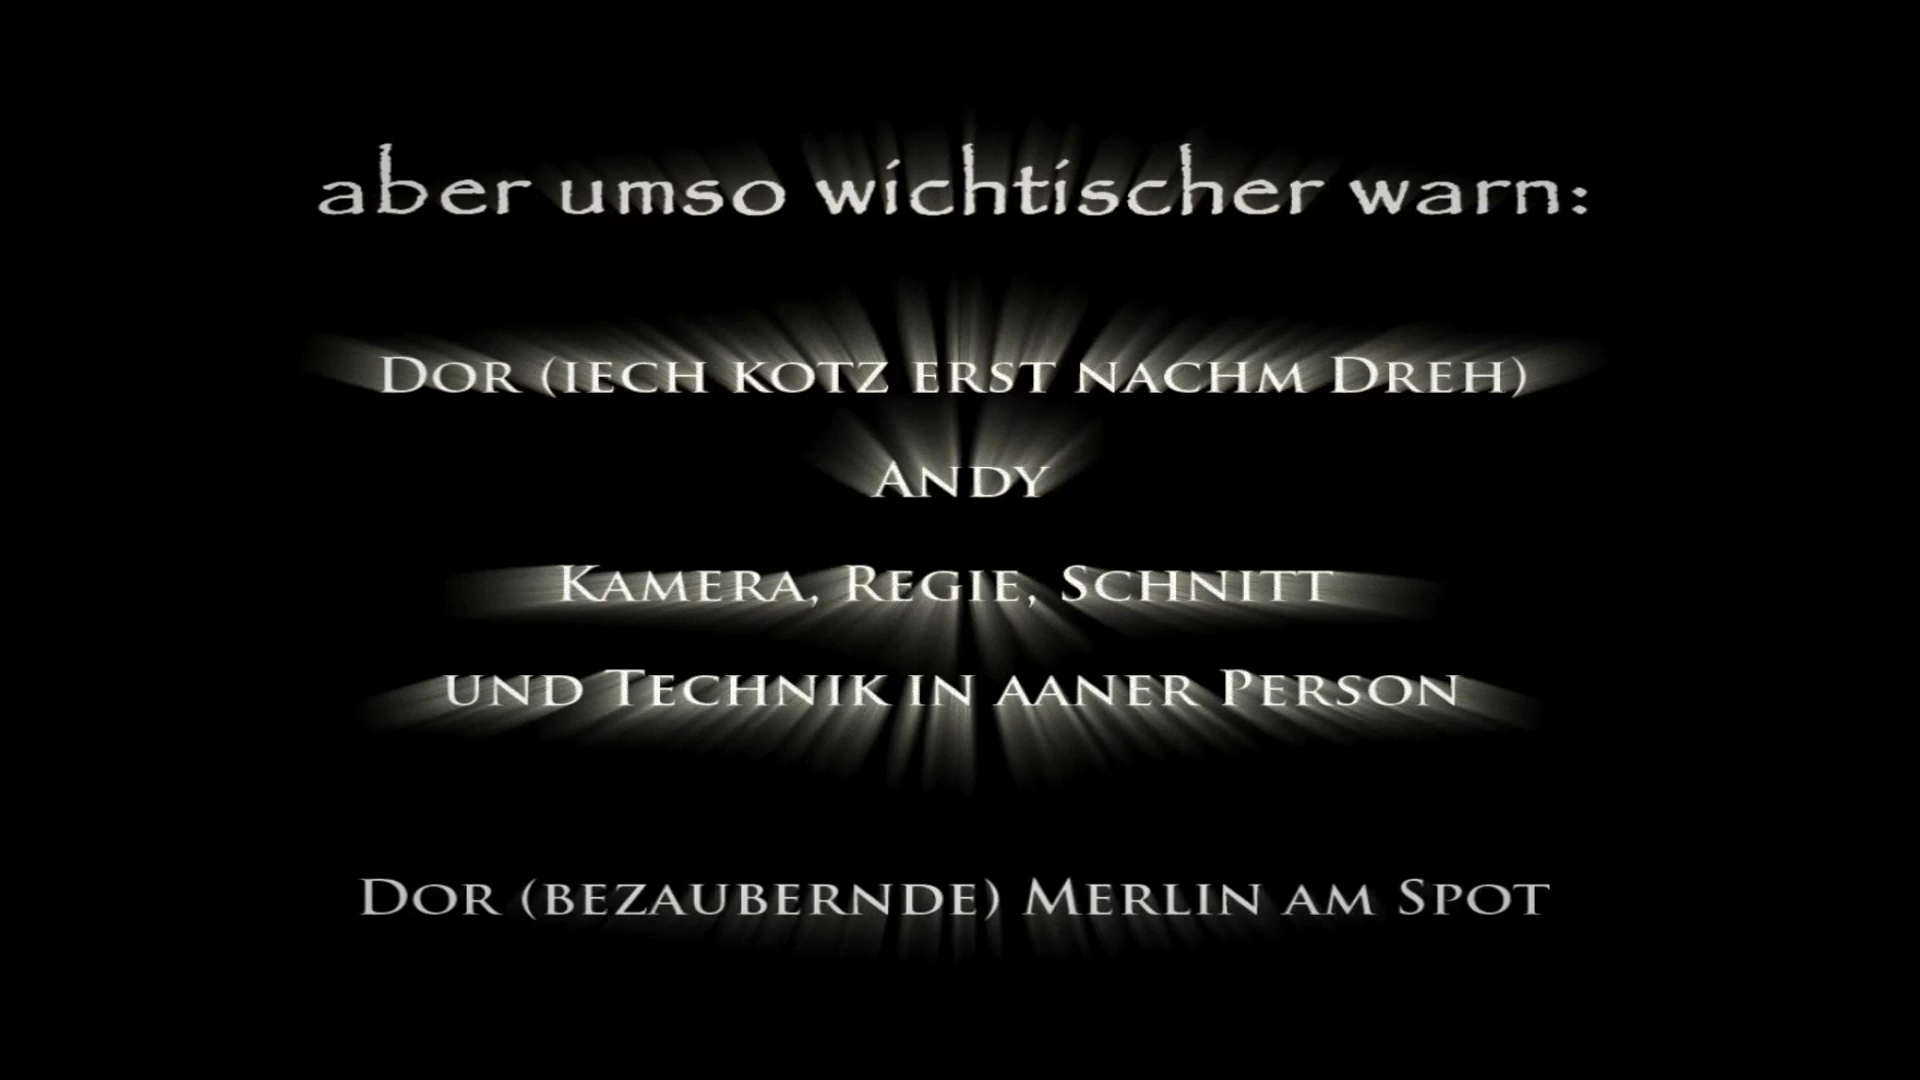 aber umso wichtischer warn:
Dor (iech kotz erst nachm Dreh)
Andy
Kamera, Regie, Schnitt
und Technik in aaner Person
Dor (bezaubernde) Merlin am Spot